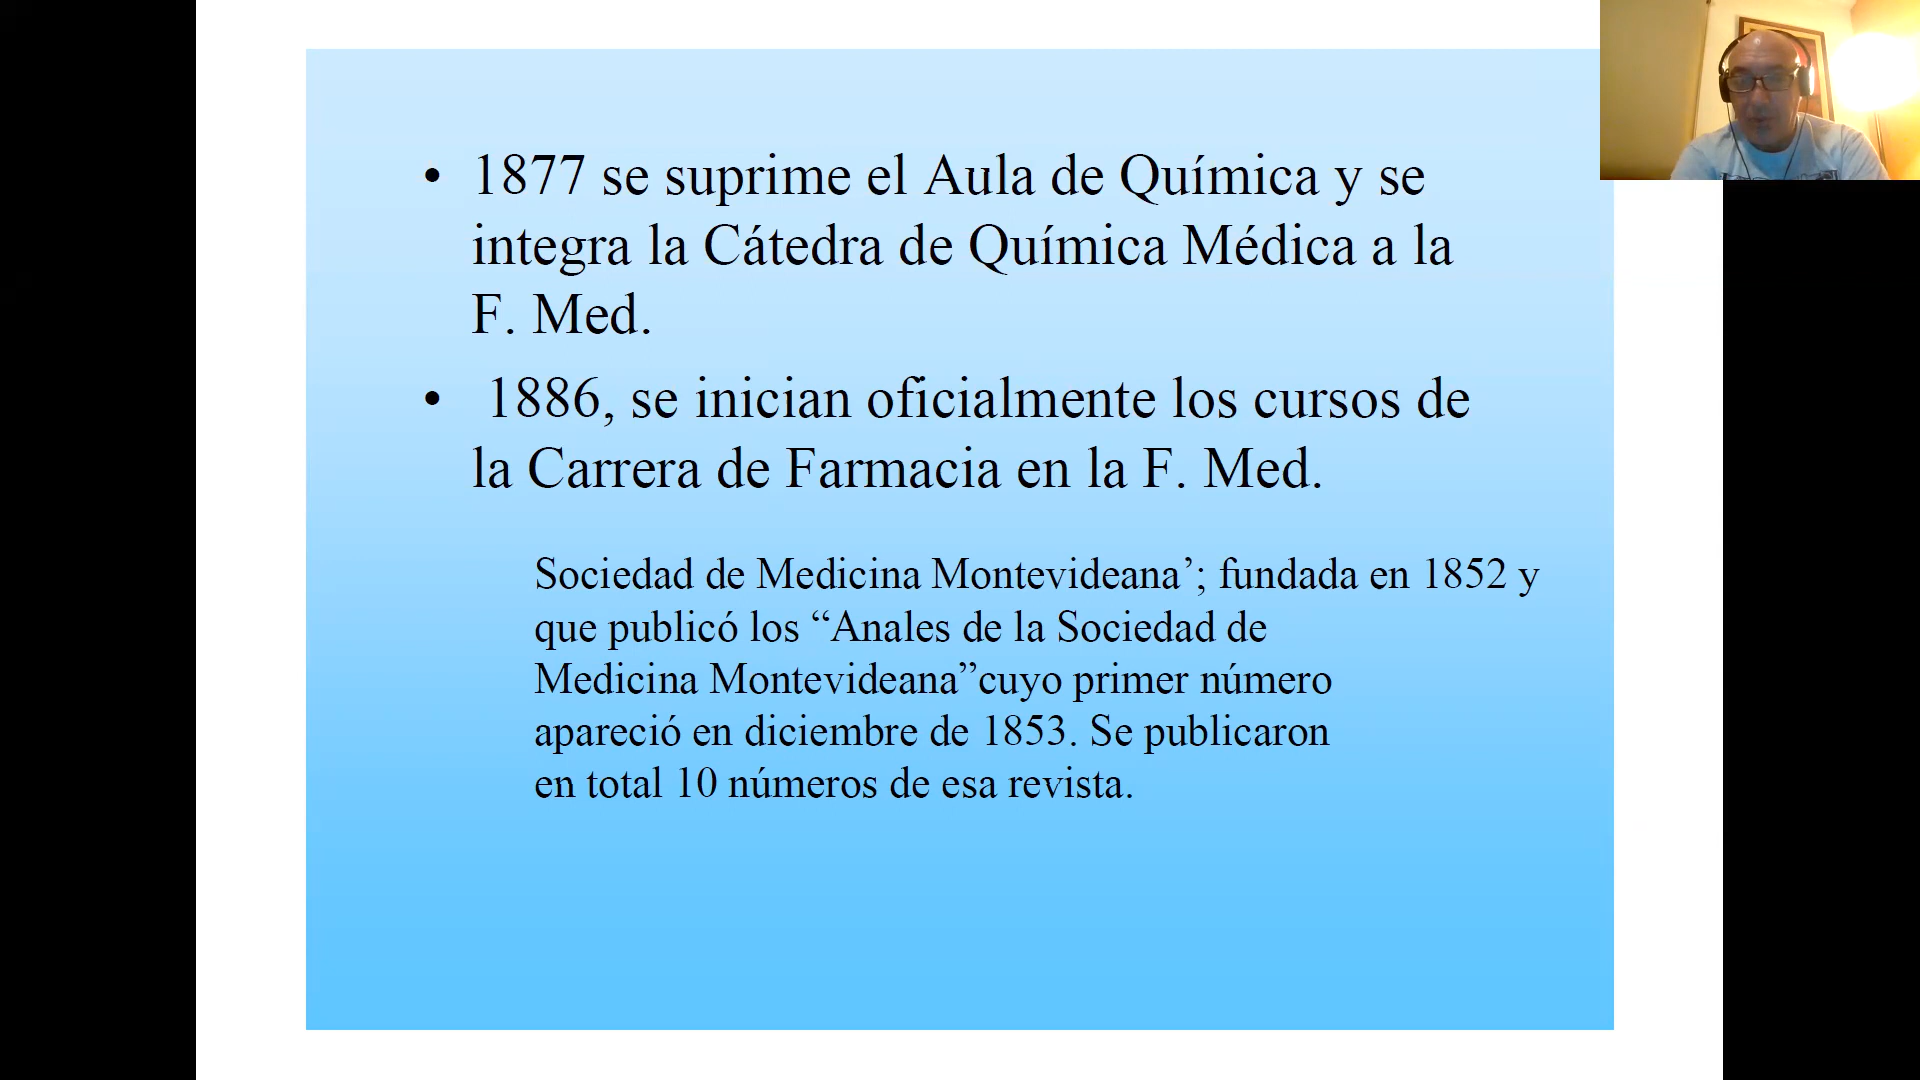 • 1877 se suprime el Aula de Química y se
integra la Cátedra de Química Médica a la
F. Med.
• 1886, se inician oficialmente los cursos de
la Carrera de Farmacia en la F. Med.
Sociedad de Medicina Montevideana’; fundada en 1852 y
que publicó los “Anales de la Sociedad de
Medicina Montevideana”cuyo primer número
apareció en diciembre de 1853. Se publicaron
en total 10 números de esa revista.